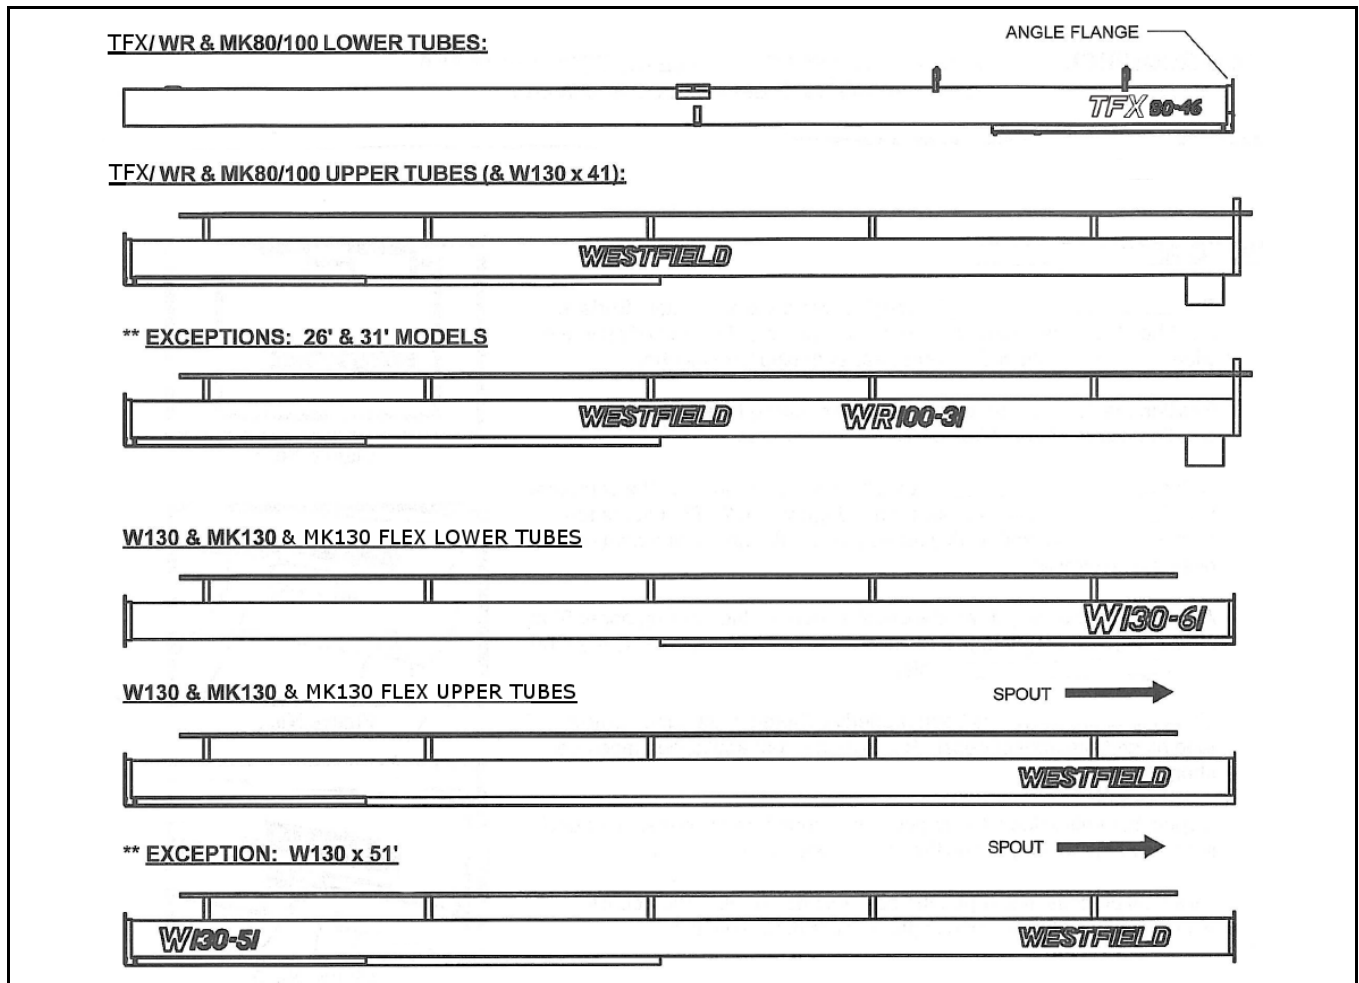 TFX/ WR & MK80/100 LOWER TUBES:
ANGLE FLANGE
TFX 80-46
TFX/ WR & MK80/100 UPPER TUBES (& W130 x 41):
WESTFIELD
** EXCEPTIONS: 26' & 31' MODELS
WESTFIELD WR100-31
W130 & MK130 & MK130 FLEX LOWER TUBES
W130-61
W130 & MK130 & MK130 FLEX UPPER TUBES
SPOUT
WESTFIELD
** EXCEPTION: W130 x 51'
SPOUT
W130-51 WESTFIELD